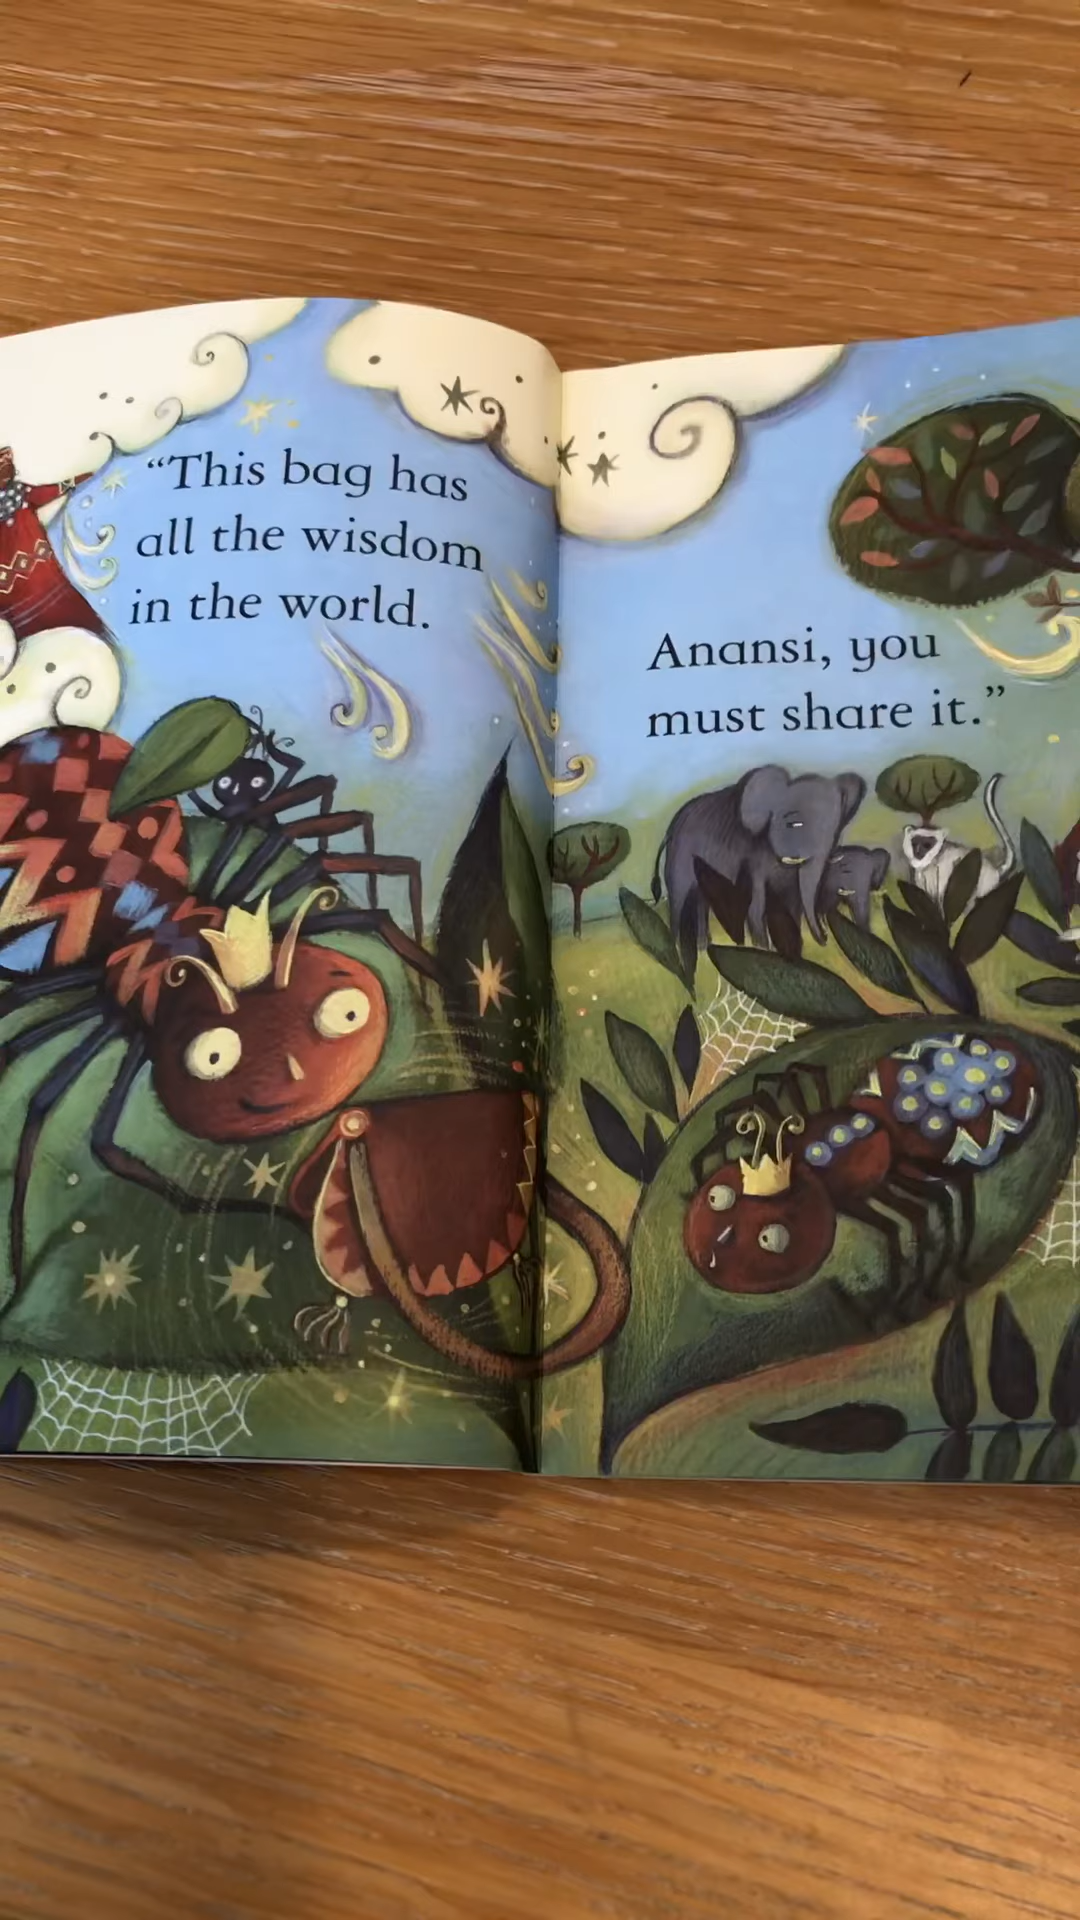 “This bag has
all the wisdom
in the world.
Anansi, you
must share it.”